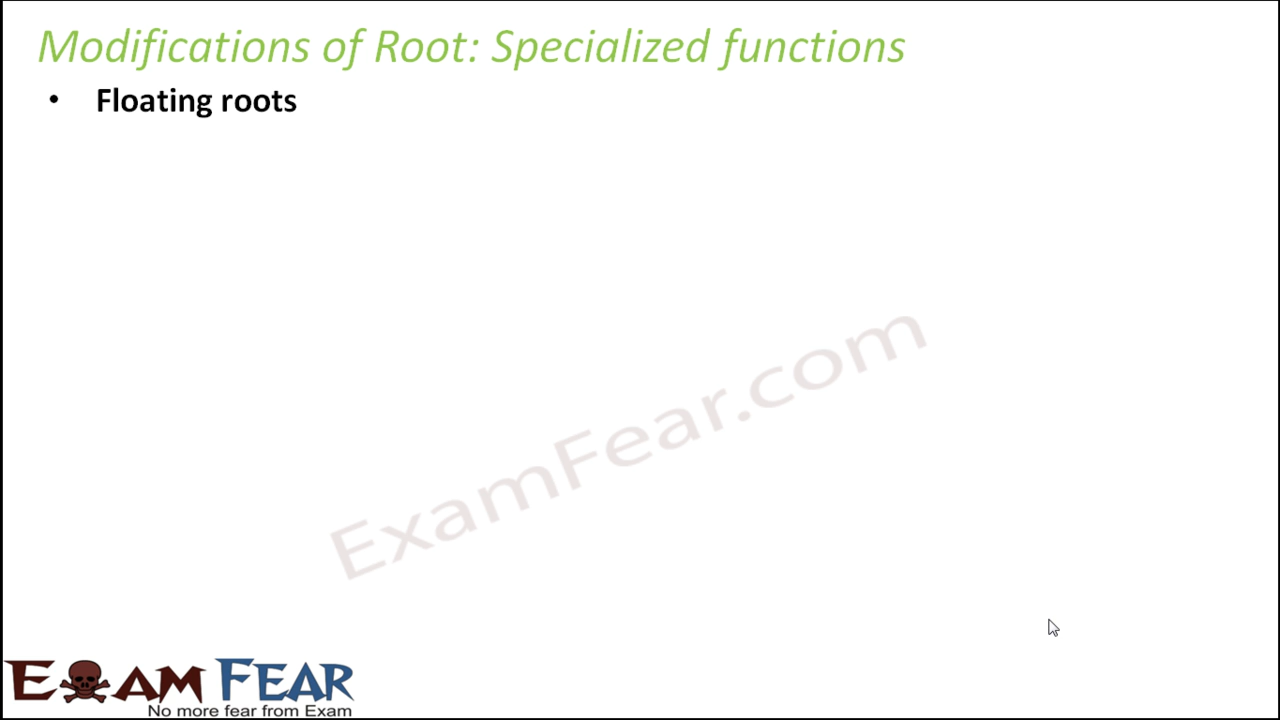 Modifications of Root: Specialized functions
• Floating roots
ExamFear.com
EXAM FEAR
No more fear from Exam